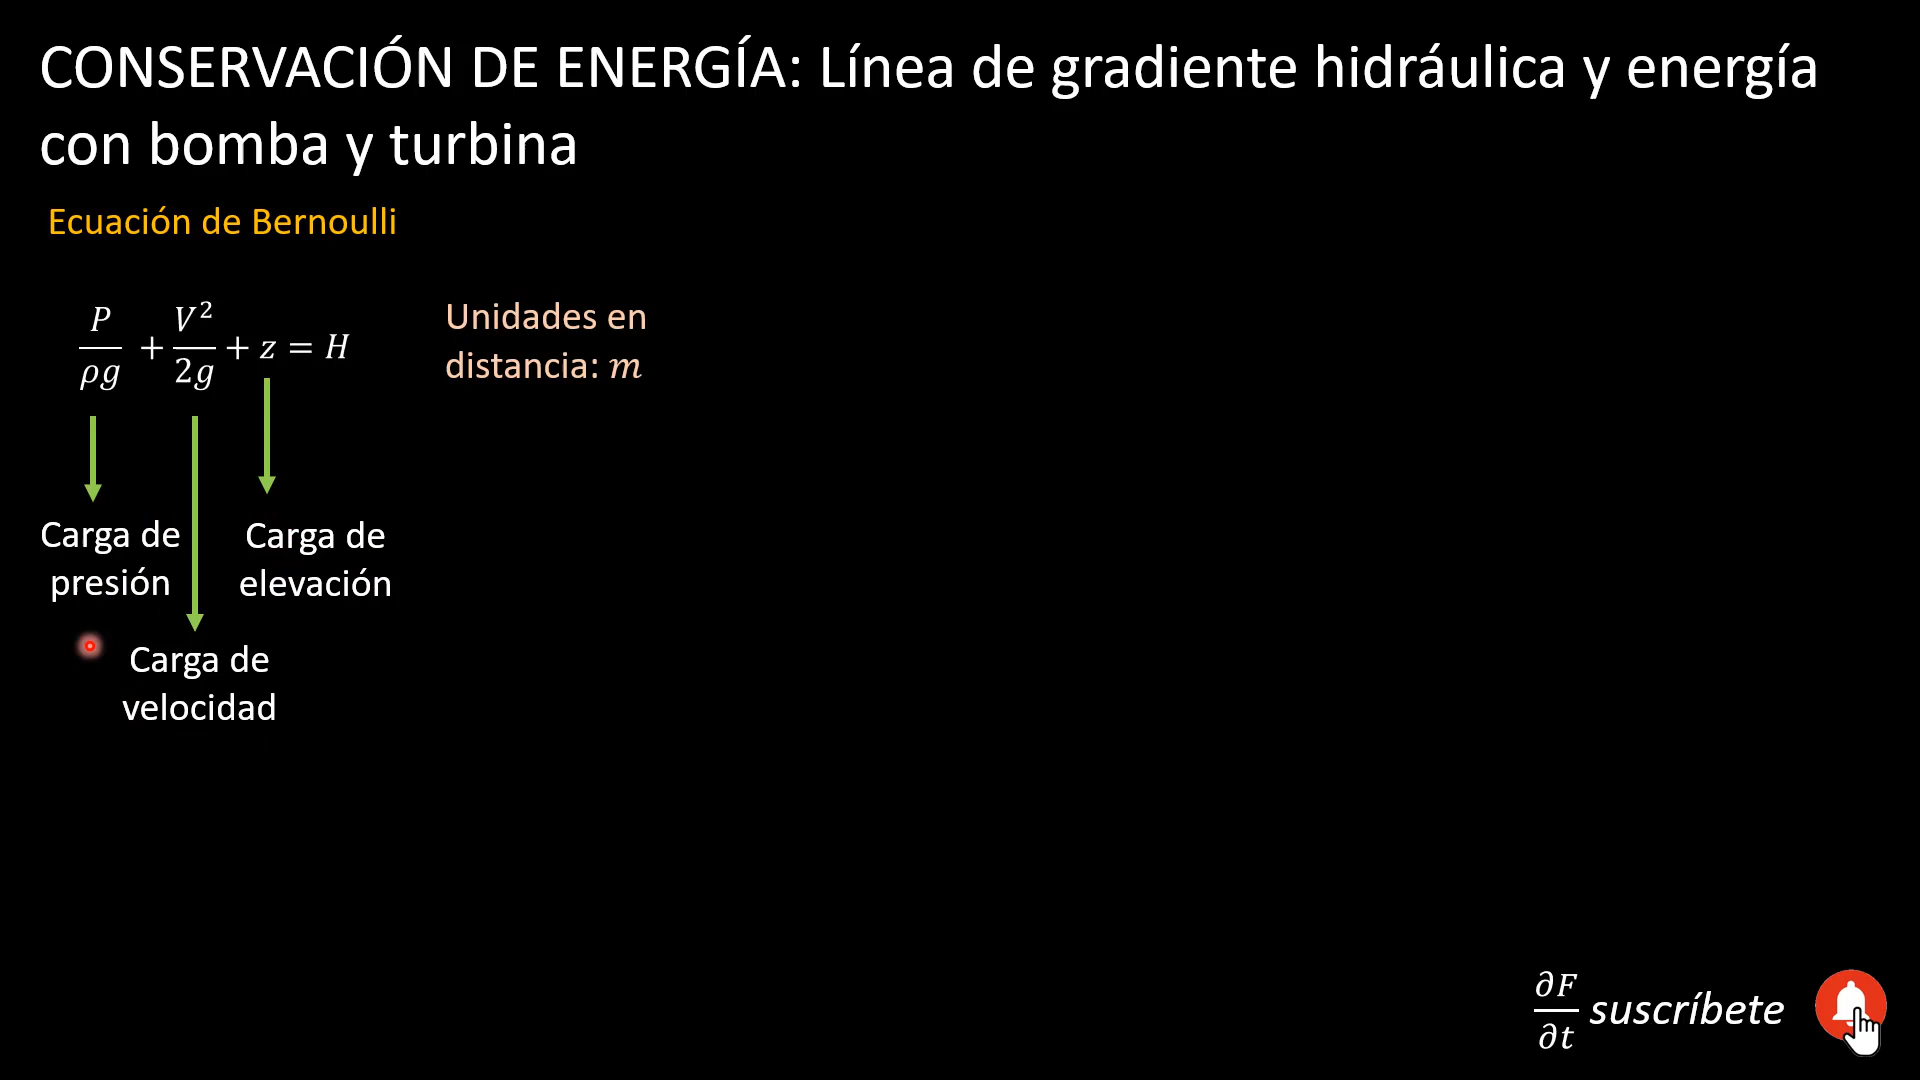 CONSERVACIÓN DE ENERGÍA: Línea de gradiente hidráulica y energía
con bomba y turbina
Ecuación de Bernoulli
P/ρg + V²/2g + z = H
Unidades en
distancia: m
Carga de
presión
Carga de
elevación
Carga de
velocidad
∂F/∂t suscríbete